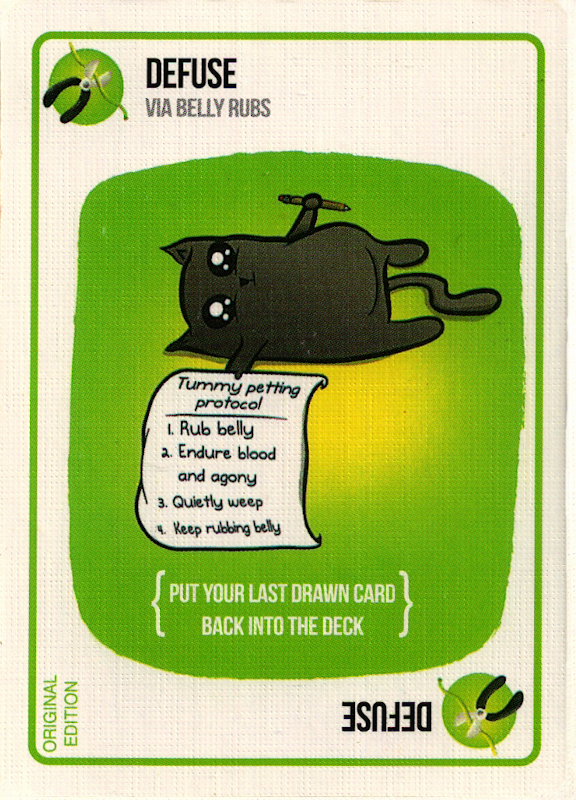 DEFUSE
VIA BELLY RUBS
Tummy petting
protocol
1. Rub belly
2. Endure blood
and agony
3. Quietly weep
4. Keep rubbing belly
{PUT YOUR LAST DRAWN CARD
BACK INTO THE DECK}
ORIGINAL
EDITION
DEFUSE